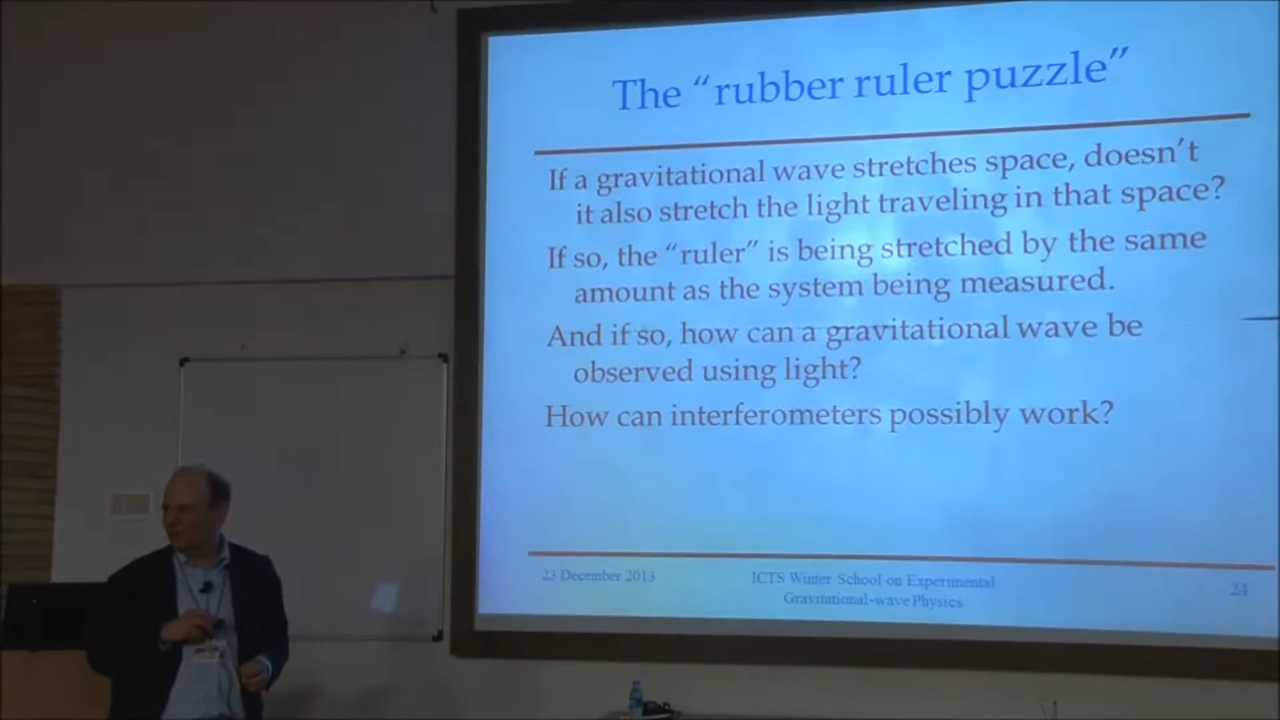 The “rubber ruler puzzle”
If a gravitational wave stretches space, doesn’t
it also stretch the light traveling in that space?
If so, the “ruler” is being stretched by the same
amount as the system being measured.
And if so, how can a gravitational wave be
observed using light?
How can interferometers possibly work?
23 December 2013
ICTS Winter School on Experimental
Gravitational-wave Physics
24